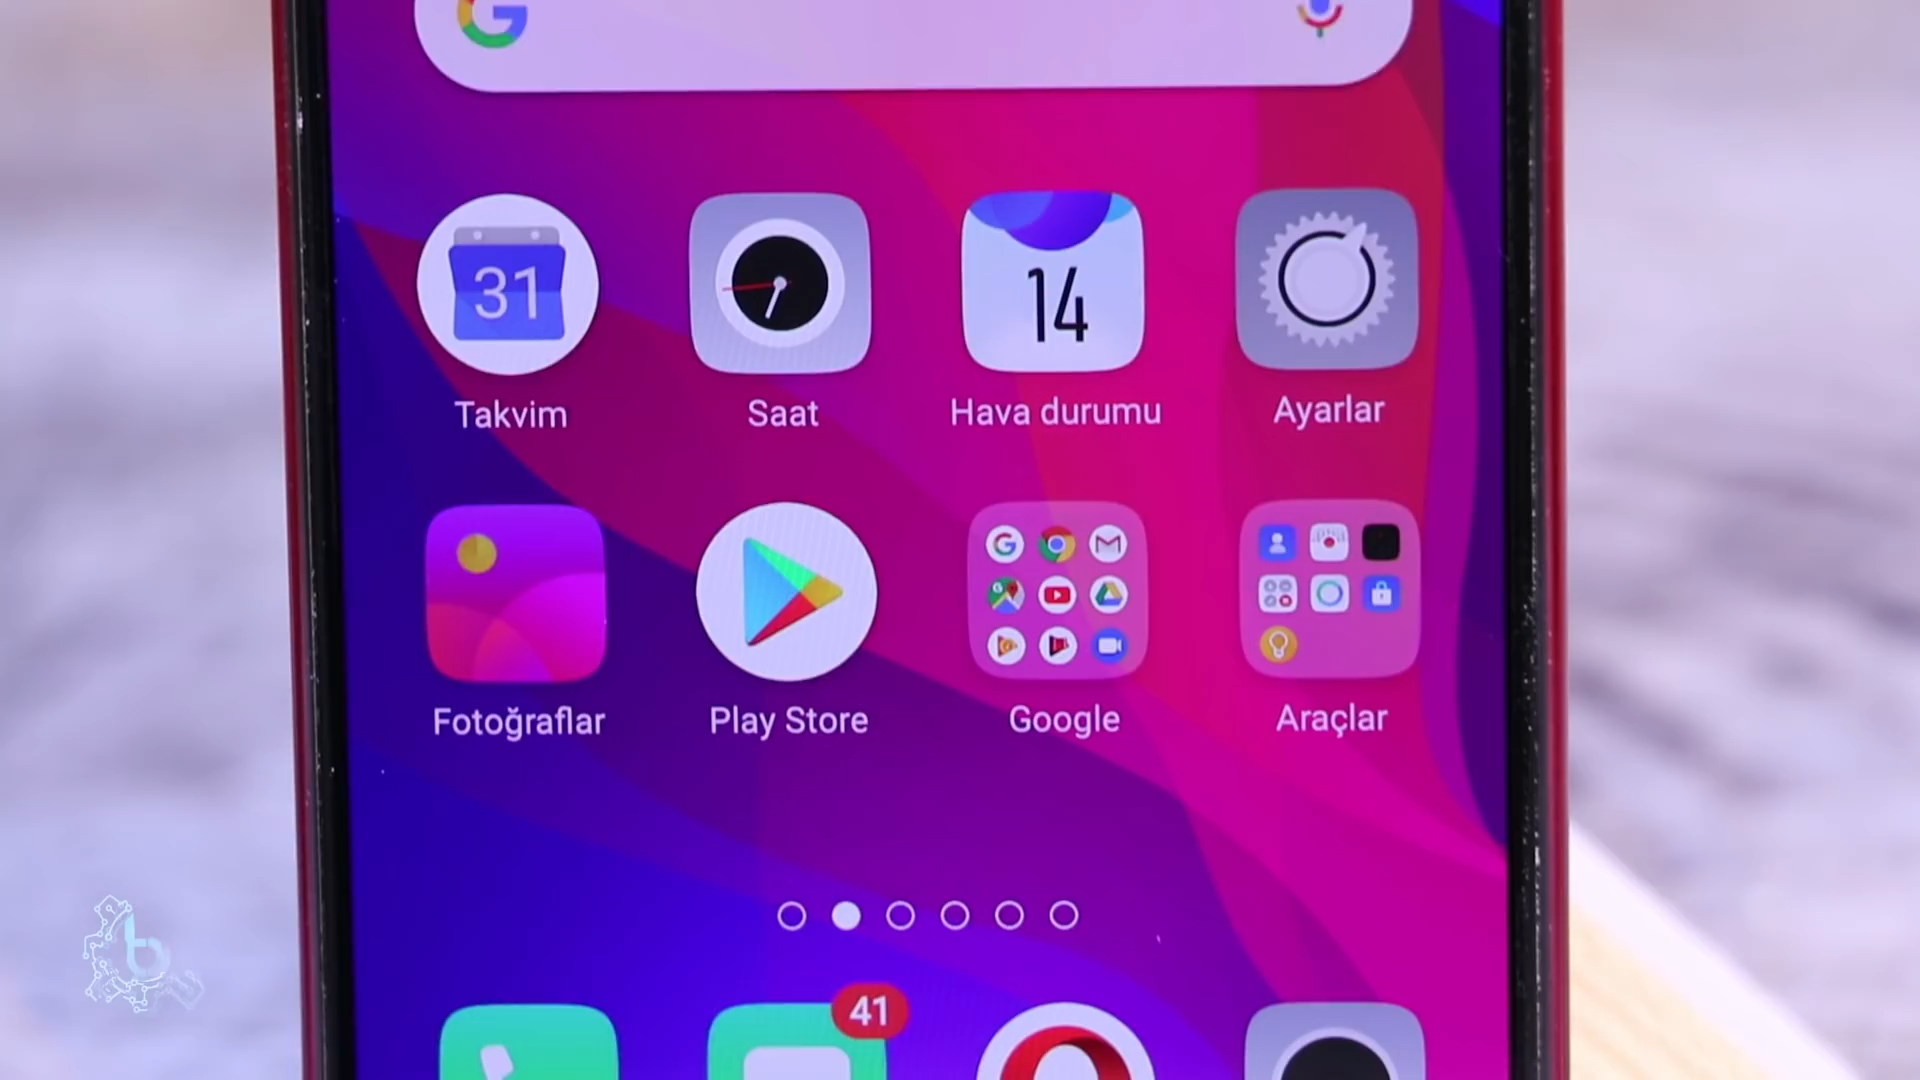 31
14
Takvim
Saat
Hava durumu
Ayarlar
Fotoğraflar
Play Store
Google
Araçlar
41